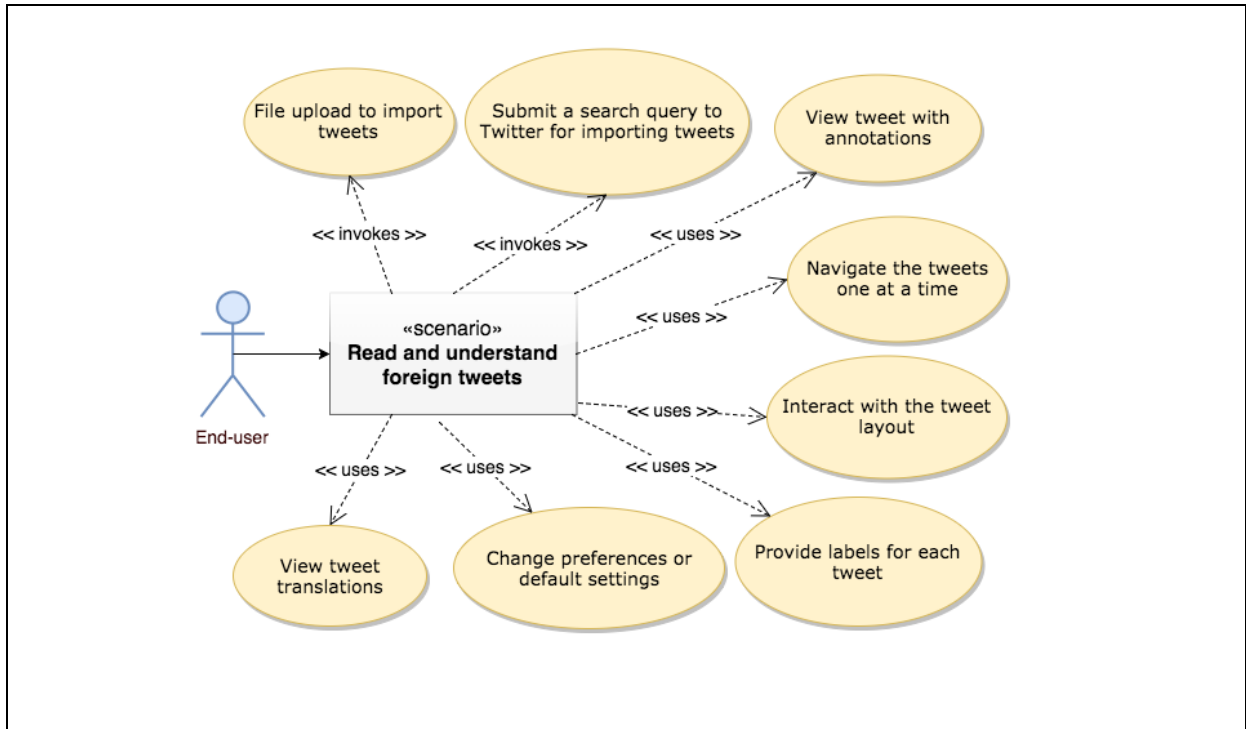 File upload to import
tweets
Submit a search query to
Twitter for importing tweets
View tweet with
annotations
<< invokes >>
<< invokes >>
<< uses >>
Navigate the tweets
one at a time
<< uses >>
«scenario»
Read and understand
foreign tweets
End-user
<< uses >>
Interact with the tweet
layout
<< uses >>
<< uses >>
<< uses >>
View tweet
translations
Change preferences or
default settings
Provide labels for each
tweet